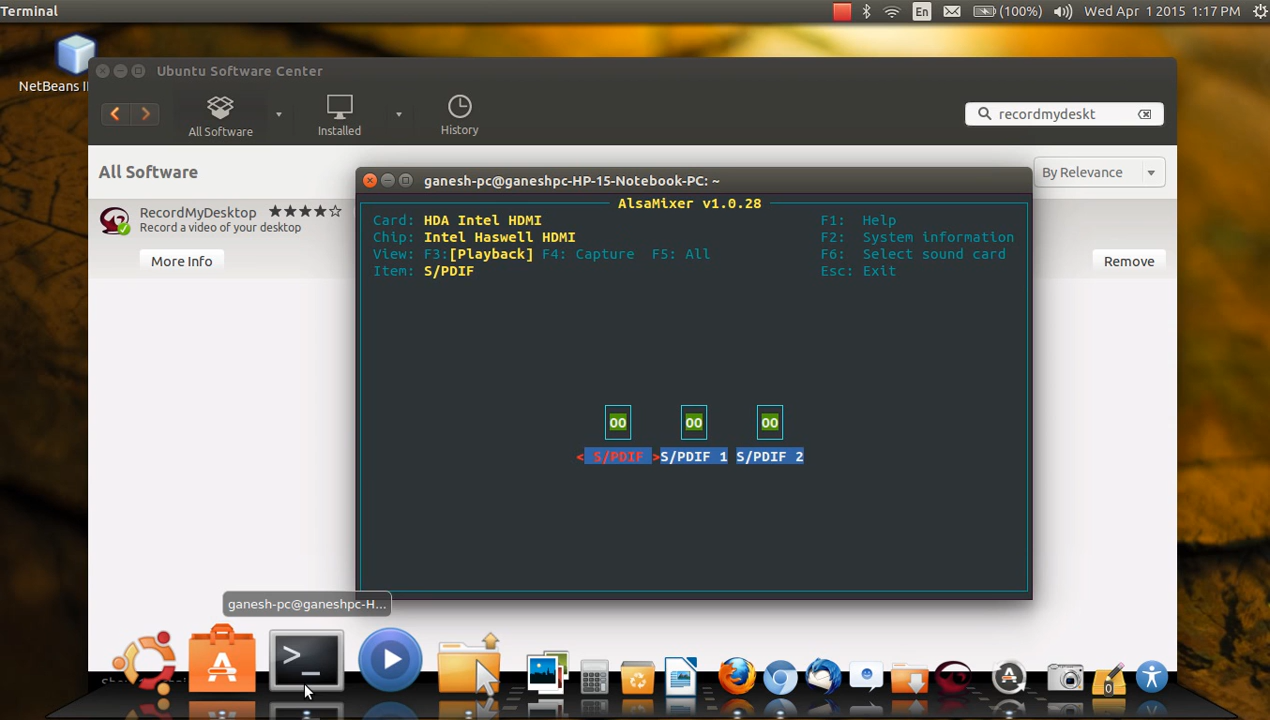 Terminal
En
(100%)
Wed Apr 1 2015 1:17 PM
NetBeans I
Ubuntu Software Center
All Software
Installed
History
recordmydeskt
All Software
By Relevance
RecordMyDesktop
Record a video of your desktop
More Info
Remove
ganesh-pc@ganeshpc-HP-15-Notebook-PC: ~
AlsaMixer v1.0.28
Card: HDA Intel HDMI F1: Help
Chip: Intel Haswell HDMI F2: System information
View: F3:[Playback] F4: Capture F5: All F6: Select sound card
Item: S/PDIF Esc: Exit
00 00 00
< S/PDIF >S/PDIF 1 S/PDIF 2
ganesh-pc@ganeshpc-H...